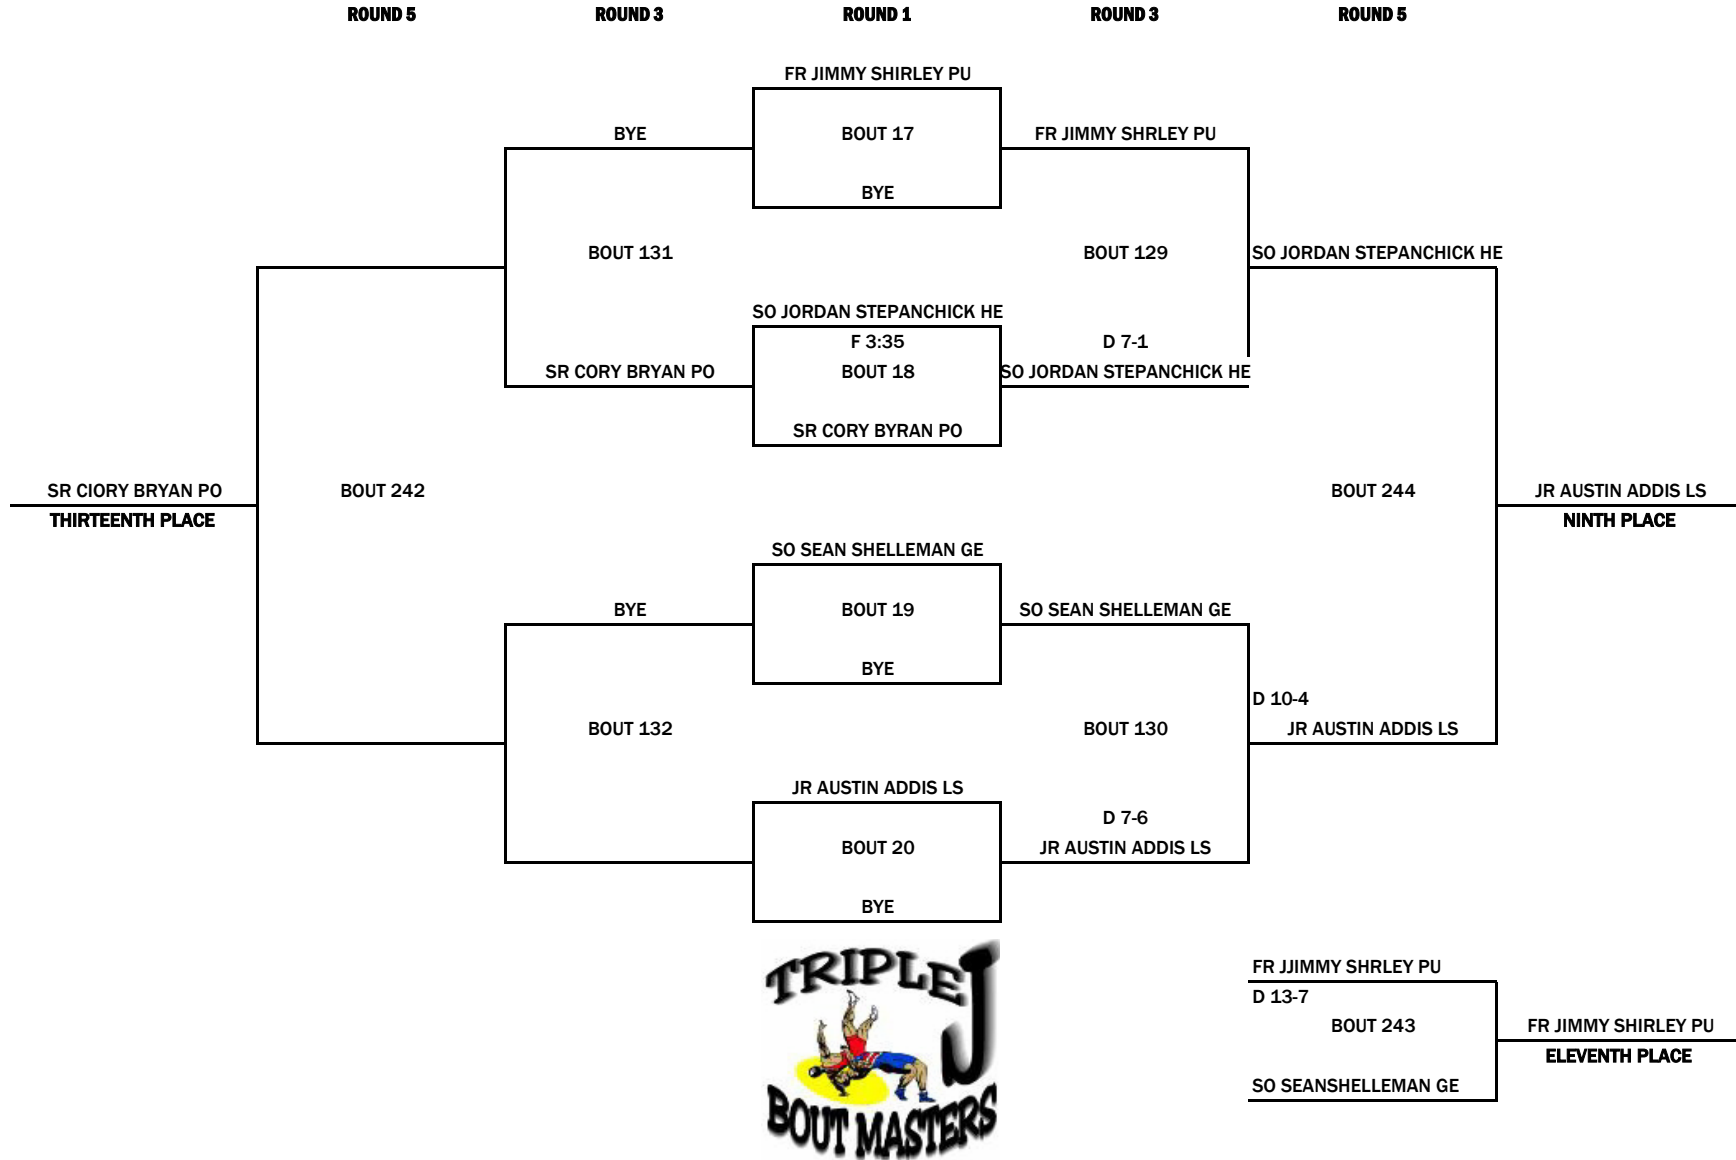 ROUND 5 ROUND 3 ROUND 1 ROUND 3 ROUND 5
FR JIMMY SHIRLEY PU
BYE BOUT 17 FR JIMMY SHRLEY PU
BYE
BOUT 131 BOUT 129 SO JORDAN STEPANCHICK HE
SO JORDAN STEPANCHICK HE
F 3:35 D 7-1
SR CORY BRYAN PO BOUT 18 SO JORDAN STEPANCHICK HE
SR CORY BYRAN PO
SR CIORY BRYAN PO BOUT 242 BOUT 244 JR AUSTIN ADDIS LS
THIRTEENTH PLACE NINTH PLACE
SO SEAN SHELLEMAN GE
BYE BOUT 19 SO SEAN SHELLEMAN GE
BYE
D 10-4
BOUT 132 BOUT 130 JR AUSTIN ADDIS LS
JR AUSTIN ADDIS LS
D 7-6
BOUT 20 JR AUSTIN ADDIS LS
BYE
FR JJIMMY SHRLEY PU
D 13-7
BOUT 243 FR JIMMY SHIRLEY PU
ELEVENTH PLACE
SO SEANSHELLEMAN GE
TRIPLE J
BOUT MASTERS